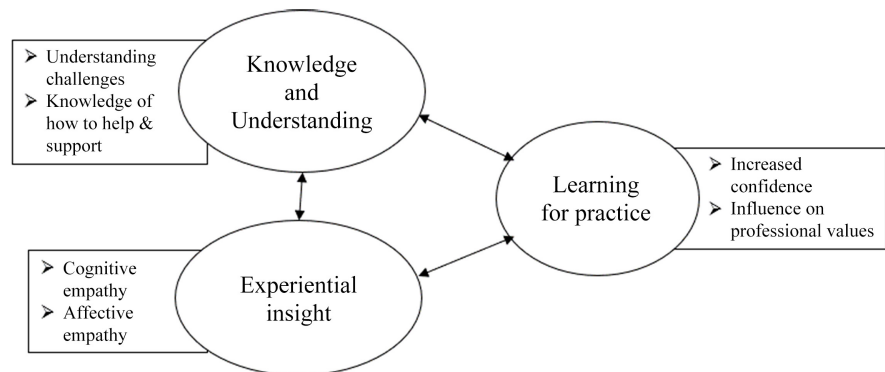 Understanding
challenges
Knowledge of
how to help &
support
Knowledge
and
Understanding
Learning
for practice
Increased
confidence
Influence on
professional values
Cognitive
empathy
Affective
empathy
Experiential
insight